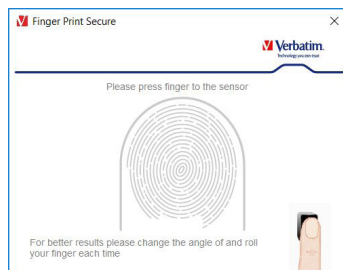 Finger Print Secure
Verbatim.
Technology you can trust
Please press finger to the sensor
For better results please change the angle of and roll
your finger each time